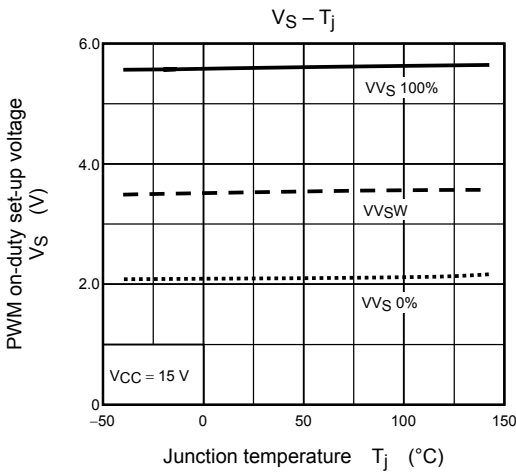 VS – Tj
6.0
4.0
2.0
0
–50
0
50
100
150
PWM on-duty set-up voltage
VS (V)
VVS 100%
VVSW
VVS 0%
VCC = 15 V
Junction temperature Tj (°C)